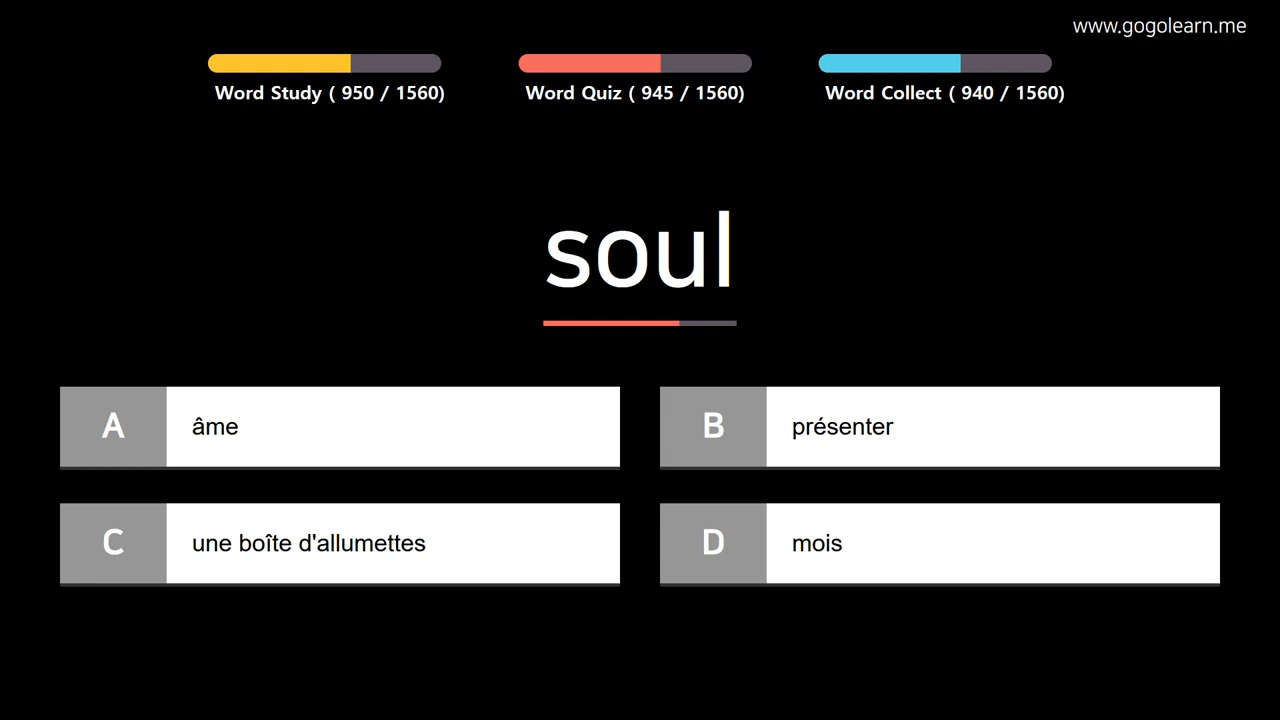 www.gogolearn.me
Word Study ( 950 / 1560)
Word Quiz ( 945 / 1560)
Word Collect ( 940 / 1560)
soul
A
âme
B
présenter
C
une boîte d'allumettes
D
mois